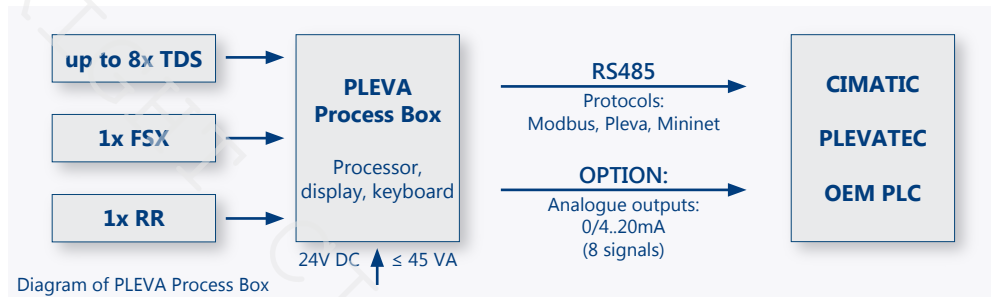 up to 8x TDS
1x FSX
1x RR
PLEVA
Process Box
Processor,
display, keyboard
24V DC ≤ 45 VA
RS485
Protocols:
Modbus, Pleva, Mininet
OPTION:
Analogue outputs:
0/4..20mA
(8 signals)
CIMATIC
PLEVATEC
OEM PLC
Diagram of PLEVA Process Box